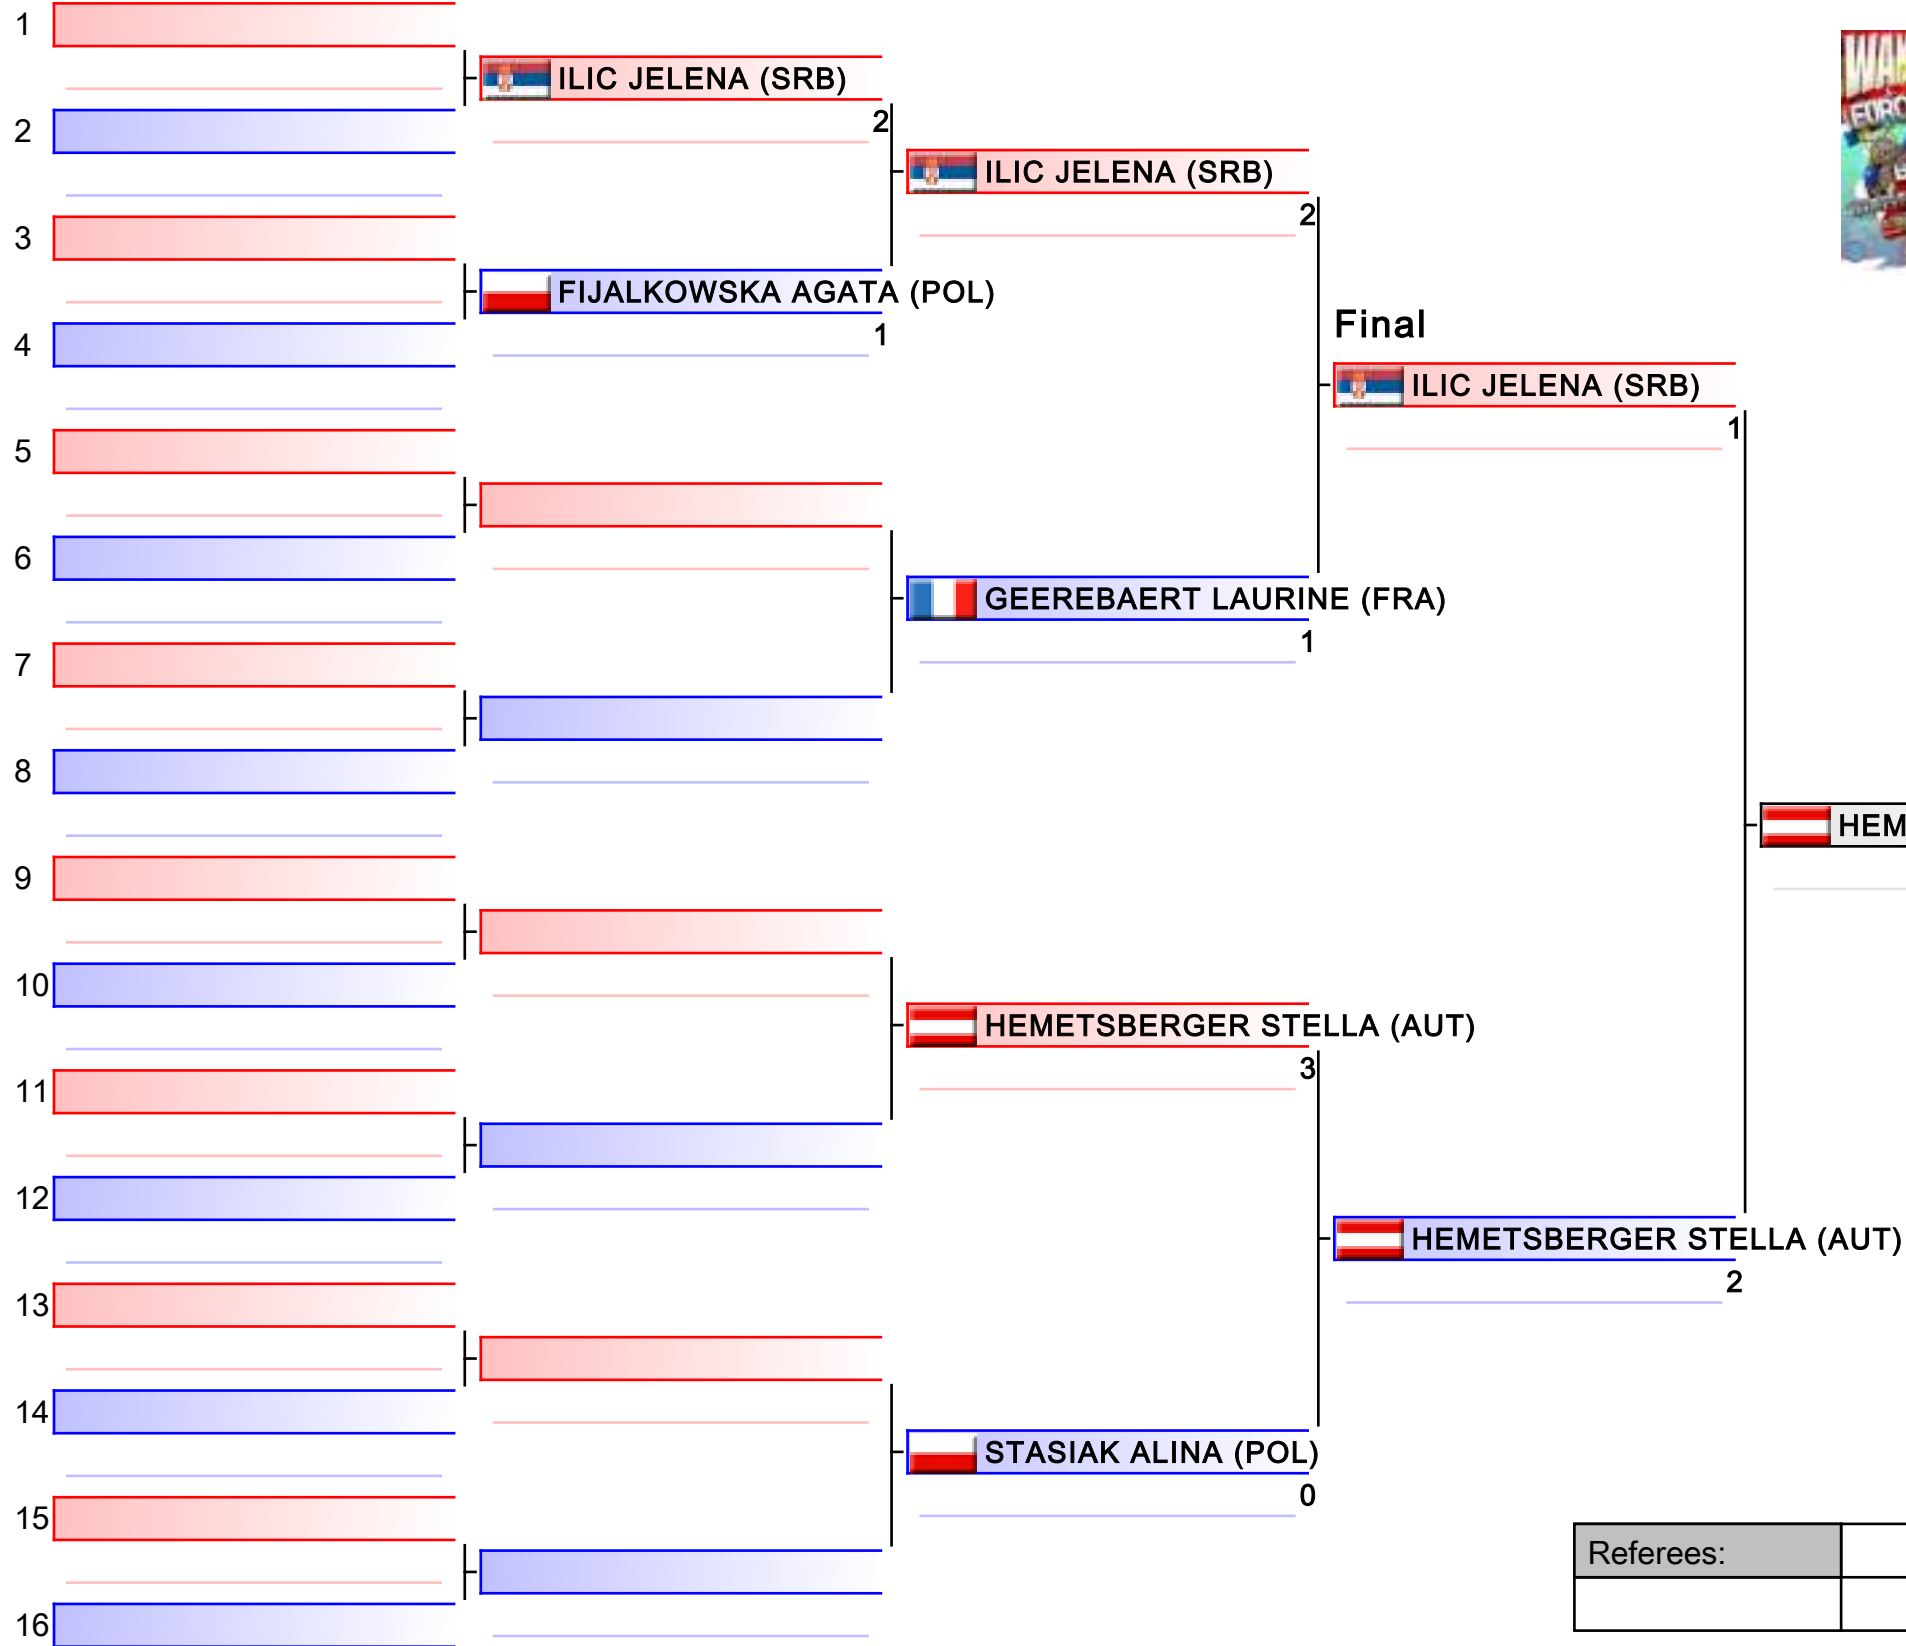 1
ILIC JELENA (SRB)
2
2
ILIC JELENA (SRB)
2
3
FIJALKOWSKA AGATA (POL)
1
4
Final
ILIC JELENA (SRB)
1
5
6
GEEREBAERT LAURINE (FRA)
1
7
8
HEM
9
10
HEMETSBERGER STELLA (AUT)
3
11
12
HEMETSBERGER STELLA (AUT)
2
13
14
STASIAK ALINA (POL)
0
15
Referees:
16